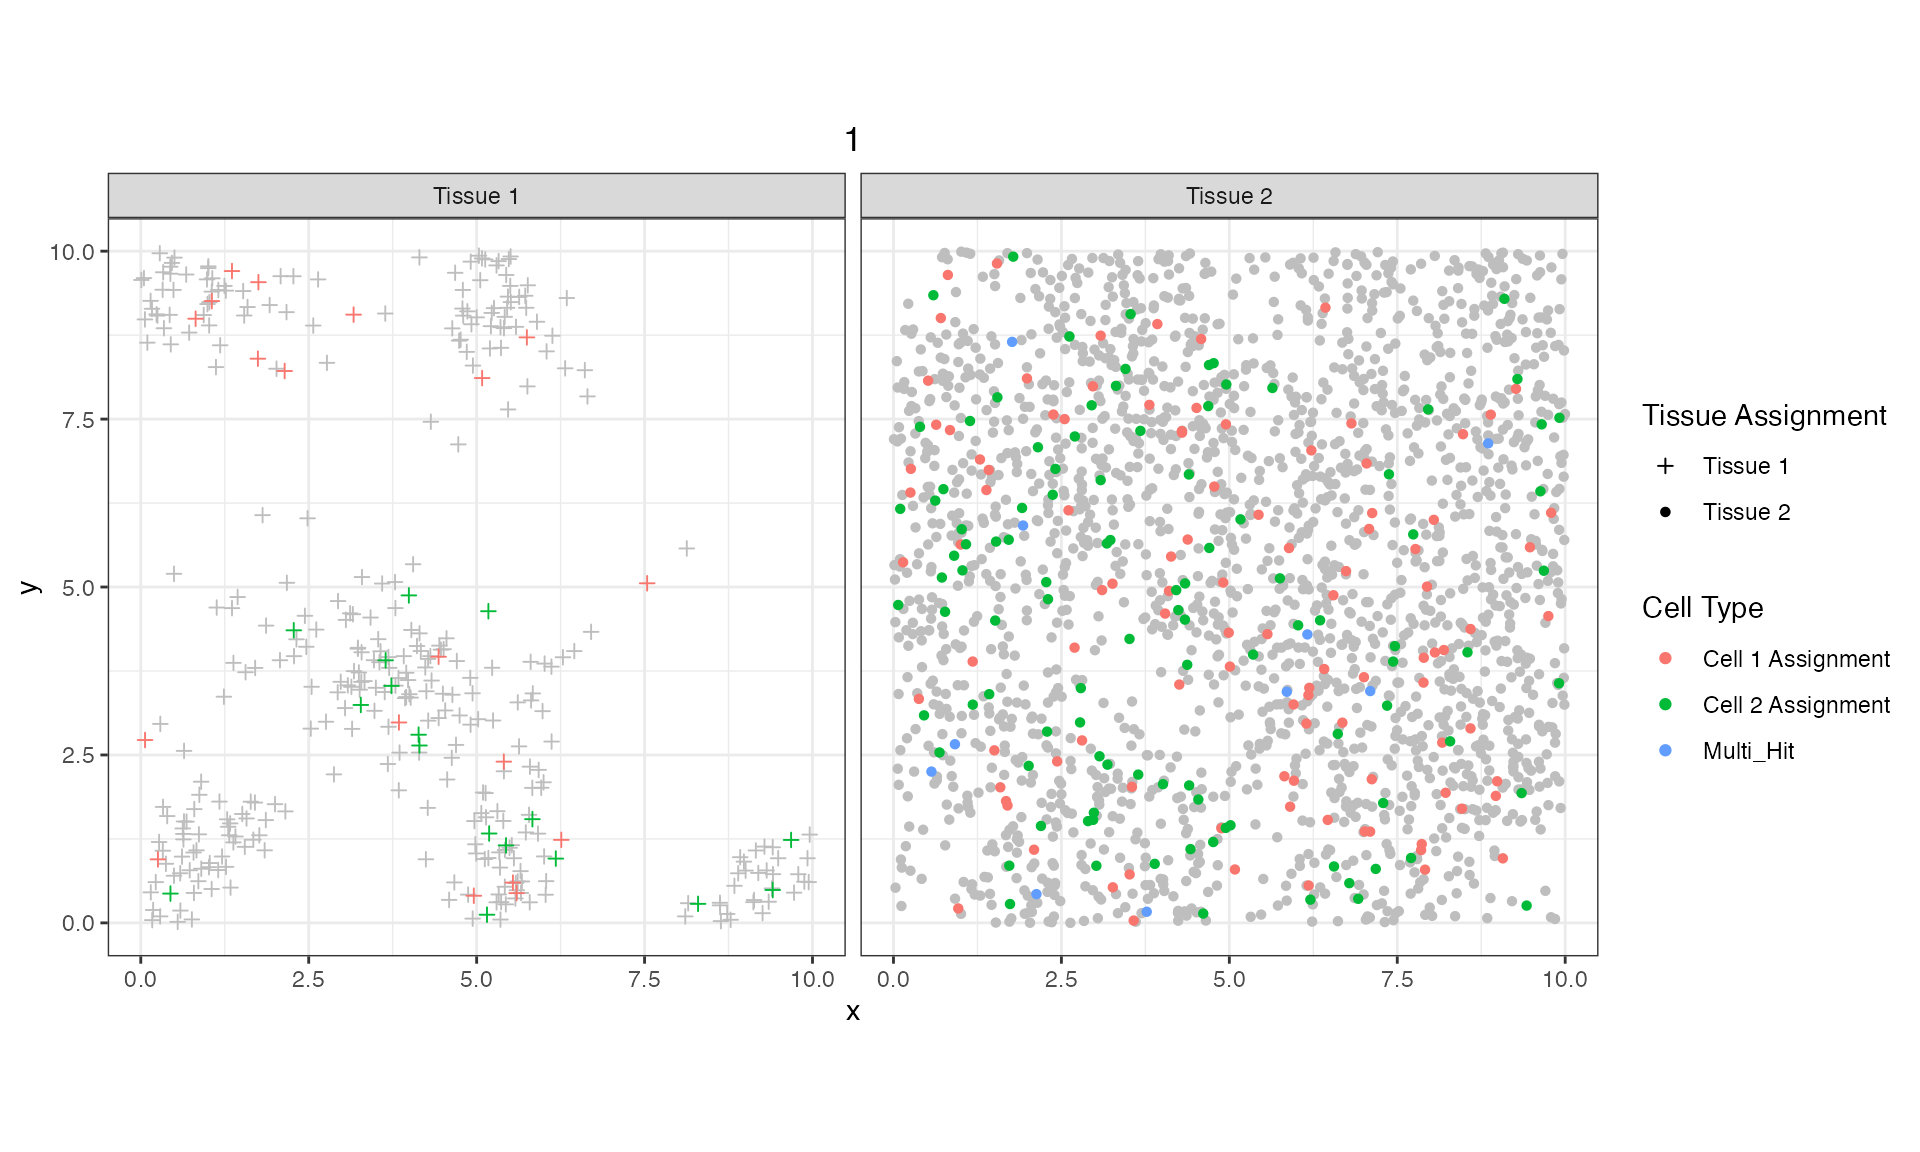 1
Tissue 1
Tissue 2
10.0
7.5
5.0
2.5
0.0
y
0.0 2.5 5.0 7.5 10.0
0.0 2.5 5.0 7.5 10.0
x
Tissue Assignment
Tissue 1
Tissue 2
Cell Type
Cell 1 Assignment
Cell 2 Assignment
Multi_Hit